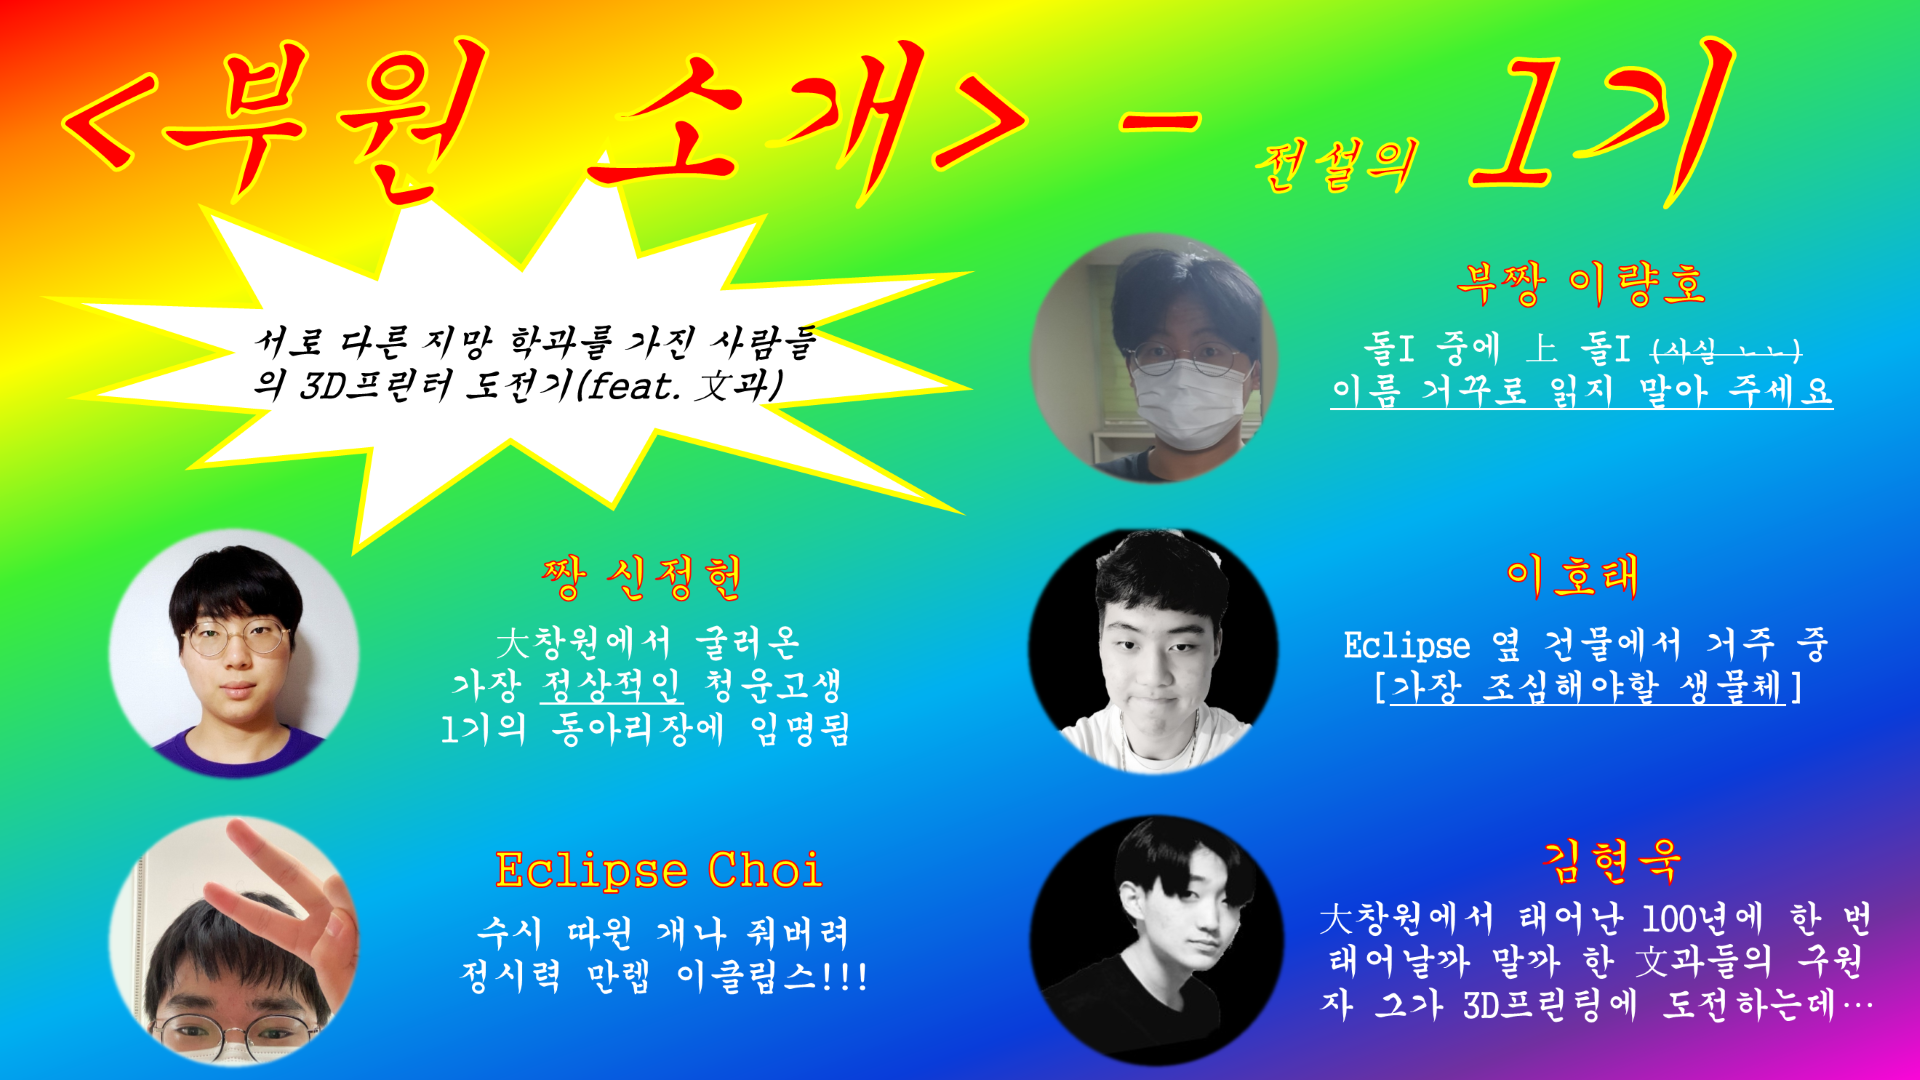 <부원 소개> - 전설의 1기
서로 다른 지망 학과를 가진 사람들
의 3D프린터 도전기(feat. 文과)
부짱 이량호
돌I 중에 上 돌I (사실 ㄴㄴ)
이름 거꾸로 읽지 말아 주세요
짱 신정헌
大창원에서 굴러온
가장 정상적인 청운고생
1기의 동아리장에 임명됨
이호태
Eclipse 옆 건물에서 거주 중
[가장 조심해야할 생물체]
Eclipse Choi
수시 따윈 개나 줘버려
정시력 만렙 이클립스!!!
김현욱
大창원에서 태어난 100년에 한 번
태어날까 말까 한 文과들의 구원
자 그가 3D프린팅에 도전하는데…